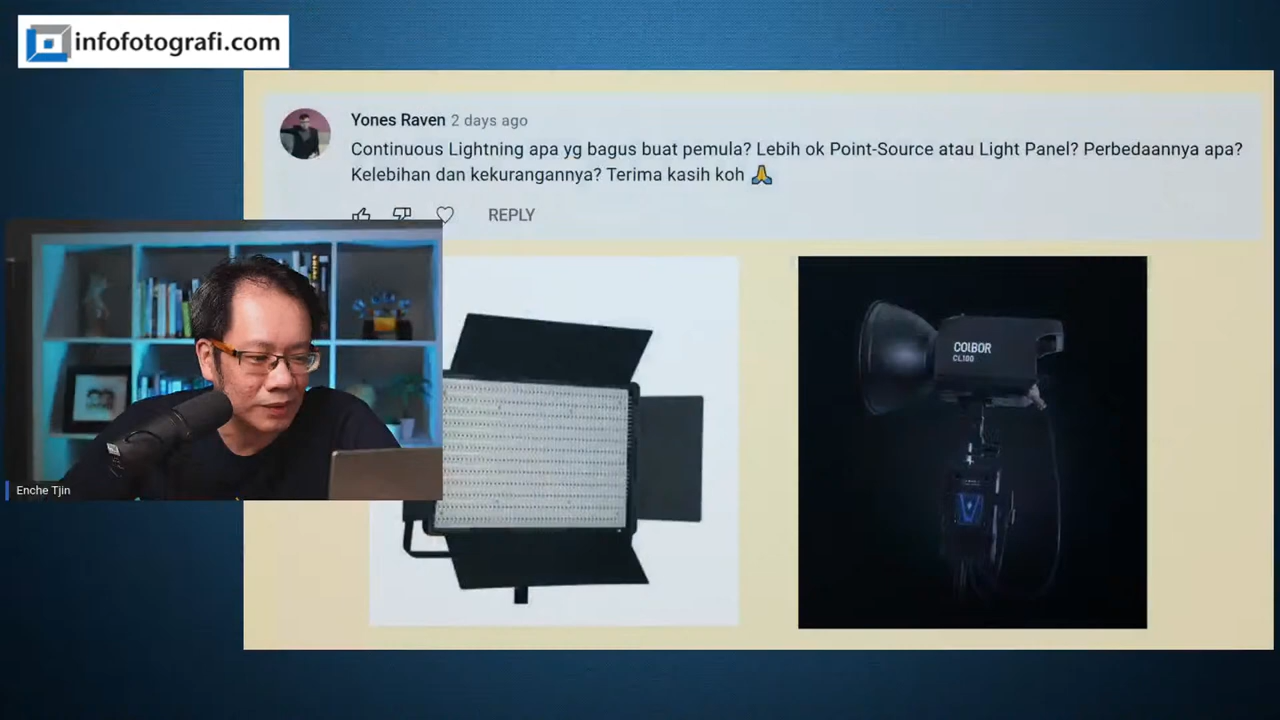 infofotografi.com
Yones Raven 2 days ago
Continuous Lightning apa yg bagus buat pemula? Lebih ok Point-Source atau Light Panel? Perbedaannya apa?
Kelebihan dan kekurangannya? Terima kasih koh 🙏
REPLY
COLBOR
CL100
Enche Tjin